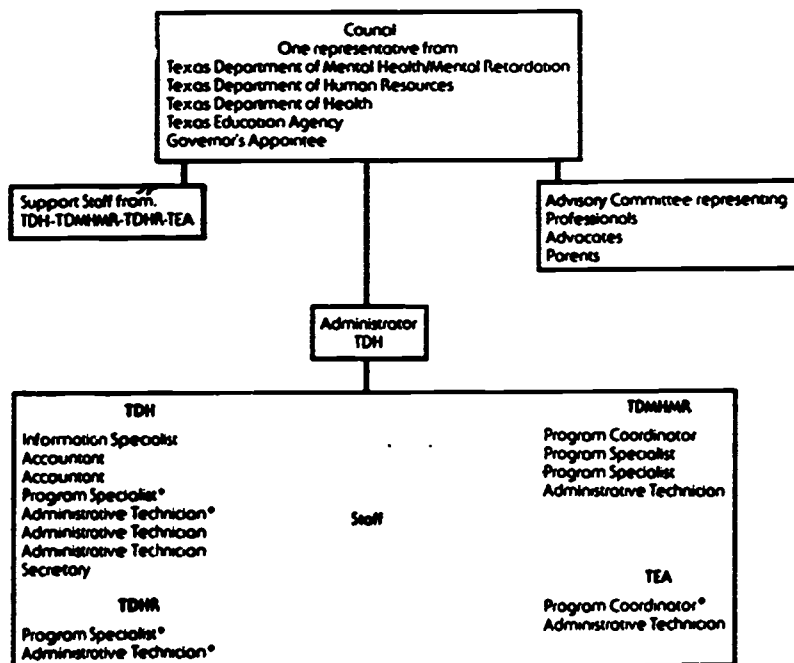 Council
One representative from
Texas Department of Mental Health/Mental Retardation
Texas Department of Human Resources
Texas Department of Health
Texas Education Agency
Governor's Appointee
Support Staff from.
TDH-TDMHMR-TDHR-TEA
Advisory Committee representing
Professionals
Advocates
Parents
Administrator
TDH
TDH
Information Specialist
Accountant
Accountant
Program Specialist*
Administrative Technician*
Administrative Technician
Administrative Technician
Secretary
TDHR
Program Specialist*
Administrative Technician*
Staff
TDMHMR
Program Coordinator
Program Specialist
Program Specialist
Administrative Technician
TEA
Program Coordinator*
Administrative Technician